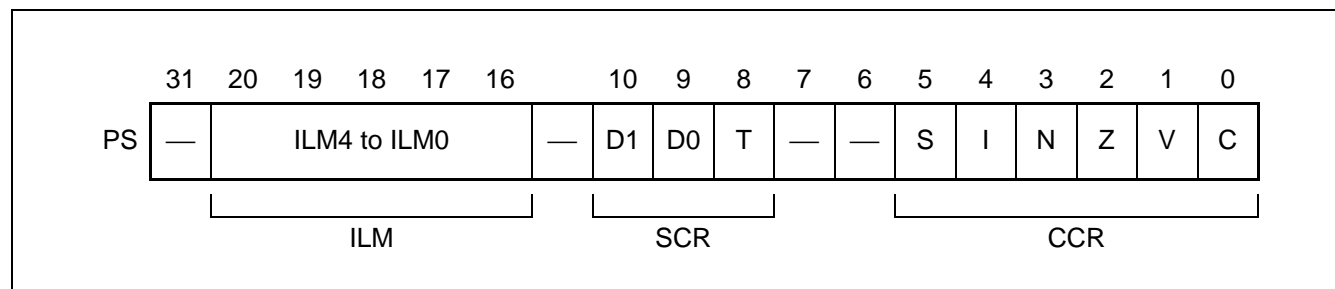 31 20 19 18 17 16 10 9 8 7 6 5 4 3 2 1 0
PS — ILM4 to ILM0 — D1 D0 T — — S I N Z V C
ILM SCR CCR